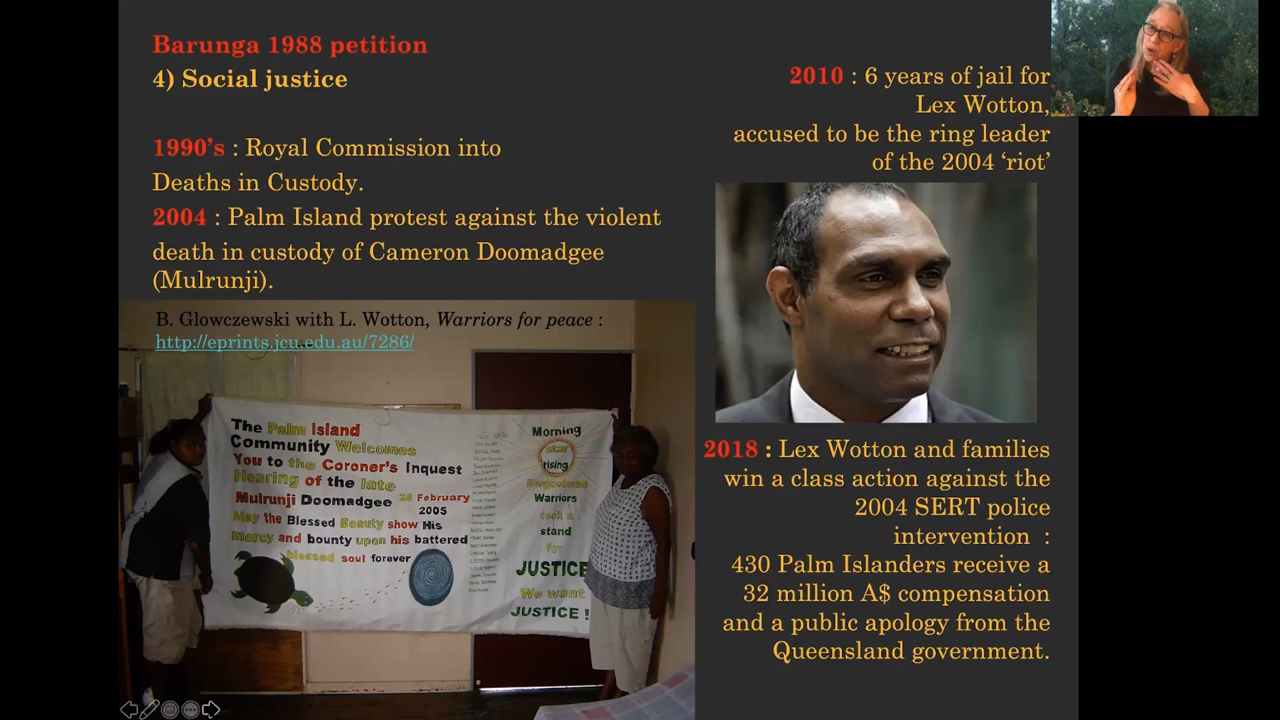 Barunga 1988 petition
4) Social justice
1990's : Royal Commission into
Deaths in Custody.
2004 : Palm Island protest against the violent
death in custody of Cameron Doomadgee
(Mulrunji).
B. Glowczewski with L. Wotton, Warriors for peace :
http://eprints.jcu.edu.au/7286/
The Palm Island
Community Welcomes
You to the Coroner's Inquest
Hearing of the late
Mulrunji Doomadgee 28 February
2005
May the Blessed Beauty show His
mercy and bounty upon his battered
blessed soul forever
Morning
star
rising
Warriors
took a
stand
for
JUSTICE
We want
JUSTICE !
2010 : 6 years of jail for
Lex Wotton,
accused to be the ring leader
of the 2004 ‘riot’
2018 : Lex Wotton and families
win a class action against the
2004 SERT police
intervention :
430 Palm Islanders receive a
32 million A$ compensation
and a public apology from the
Queensland government.